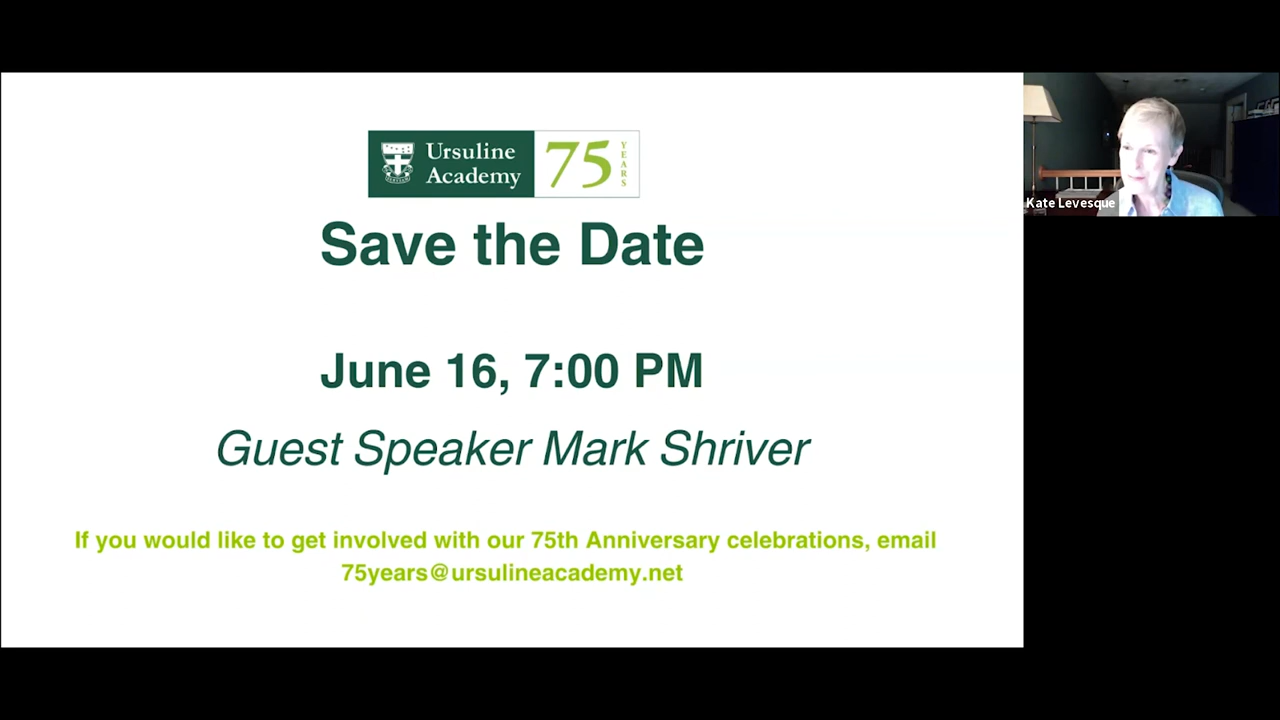 Ursuline
Academy
75
YEARS
Save the Date
June 16, 7:00 PM
Guest Speaker Mark Shriver
If you would like to get involved with our 75th Anniversary celebrations, email
75years@ursulineacademy.net
Kate Levesque